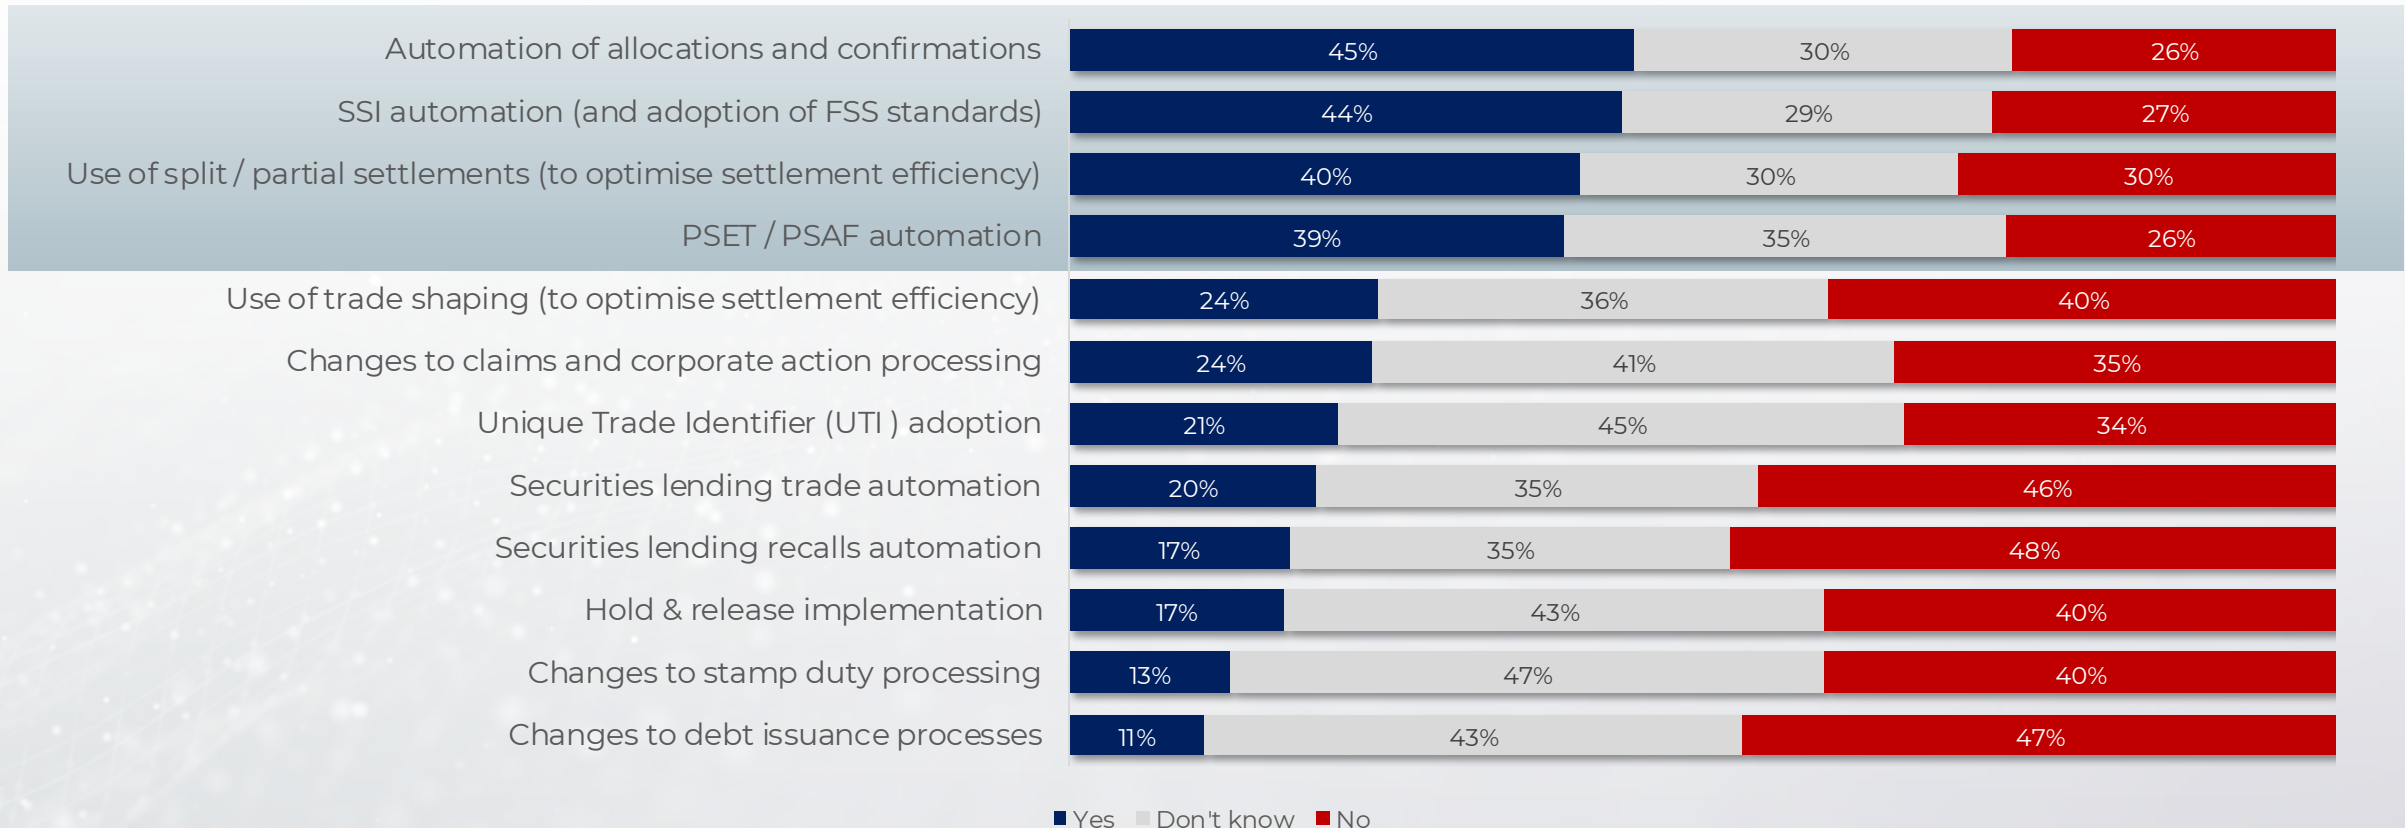 Automation of allocations and confirmations 45% 30% 26%
SSI automation (and adoption of FSS standards) 44% 29% 27%
Use of split / partial settlements (to optimise settlement efficiency) 40% 30% 30%
PSET / PSAF automation 39% 35% 26%
Use of trade shaping (to optimise settlement efficiency) 24% 36% 40%
Changes to claims and corporate action processing 24% 41% 35%
Unique Trade Identifier (UTI ) adoption 21% 45% 34%
Securities lending trade automation 20% 35% 46%
Securities lending recalls automation 17% 35% 48%
Hold & release implementation 17% 43% 40%
Changes to stamp duty processing 13% 47% 40%
Changes to debt issuance processes 11% 43% 47%
Yes Don't know No